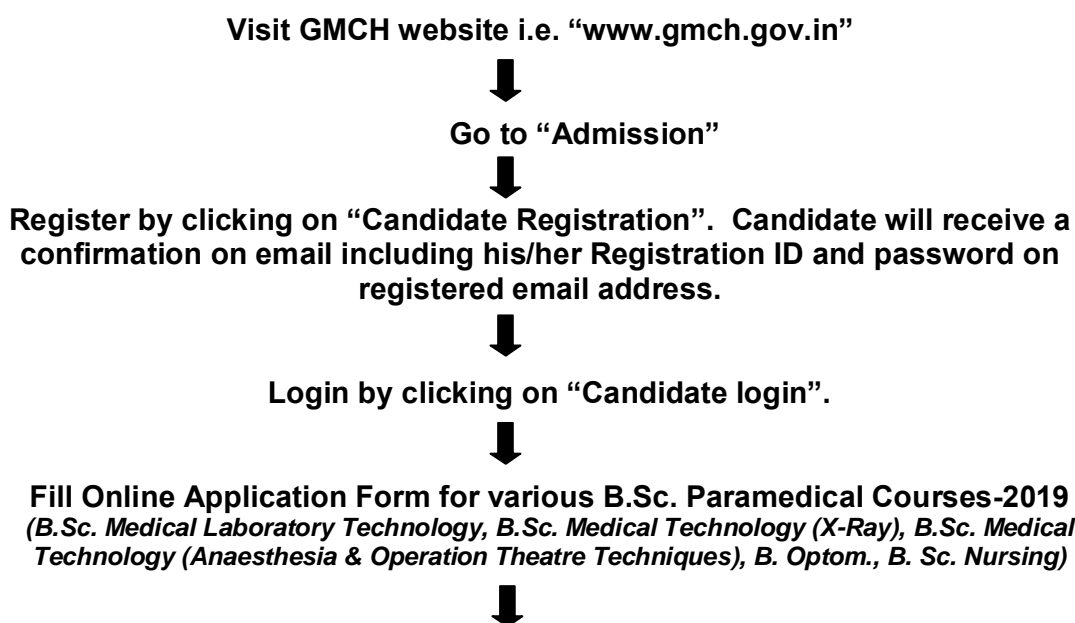 Visit GMCH website i.e. “www.gmch.gov.in”
Go to “Admission”
Register by clicking on “Candidate Registration”.  Candidate will receive a
confirmation on email including his/her Registration ID and password on
registered email address.
Login by clicking on “Candidate login”.
Fill Online Application Form for various B.Sc. Paramedical Courses-2019
(B.Sc. Medical Laboratory Technology, B.Sc. Medical Technology (X-Ray), B.Sc. Medical
Technology (Anaesthesia & Operation Theatre Techniques), B. Optom., B. Sc. Nursing)